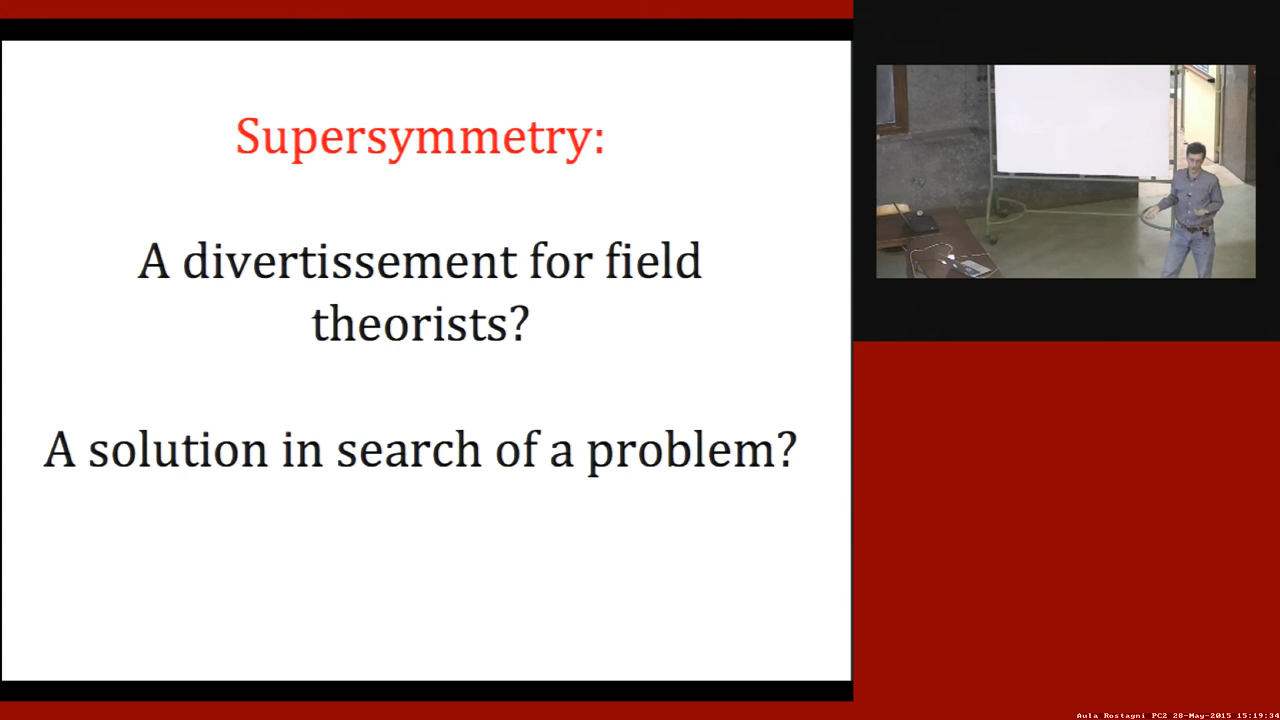 Supersymmetry:
A divertissement for field
theorists?
A solution in search of a problem?
Aula Rostagni PC2 28-May-2015 15:19:34